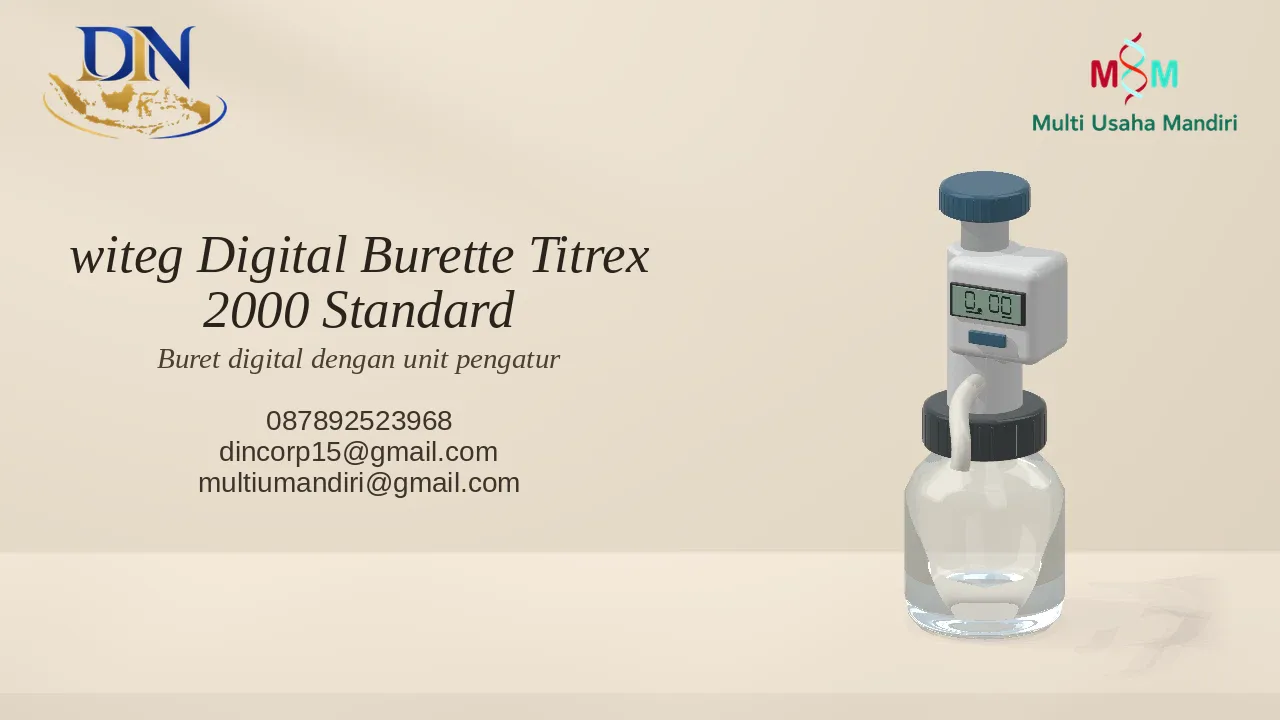 DIN
M M
Multi Usaha Mandiri
witeg Digital Burette Titrex
2000 Standard
Buret digital dengan unit pengatur
087892523968
dincorp15@gmail.com
multiumandiri@gmail.com
0.00